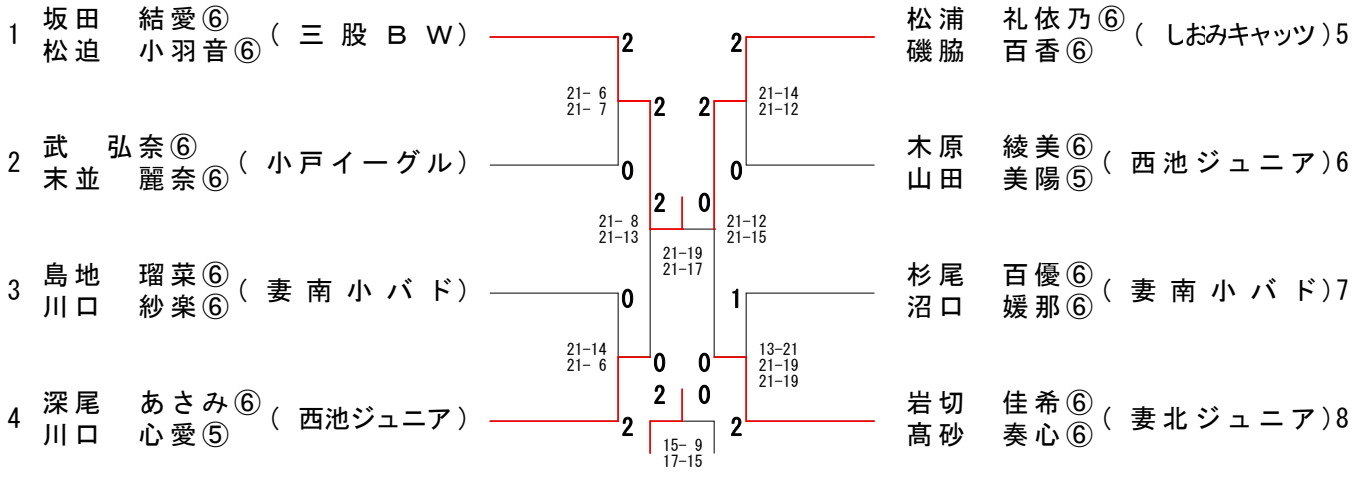 1 坂田 結愛⑥ (三股BW)
松迫 小羽音⑥
2 武 弘奈⑥ (小戸イーグル)
末並 麗奈⑥
3 島地 瑠菜⑥ (妻南小バド)
川口 紗楽⑥
4 深尾 あさみ⑥ (西池ジュニア)
川口 心愛⑤
2
21- 6
21- 7
2
0
2
21- 8
21-13
0
21-14
21- 6
0
2
21-19
21-17
2
0
15- 9
17-15
2
2
21-14
21-12
0
0
21-12
21-15
1
0
13-21
21-19
21-19
2
松浦 礼依乃⑥ (しおみキャッツ) 5
磯脇 百香⑥
木原 綾美⑥ (西池ジュニア) 6
山田 美陽⑤
杉尾 百優⑥ (妻南小バド) 7
沼口 媛那⑥
岩切 佳希⑥ (妻北ジュニア) 8
髙砂 奏心⑥